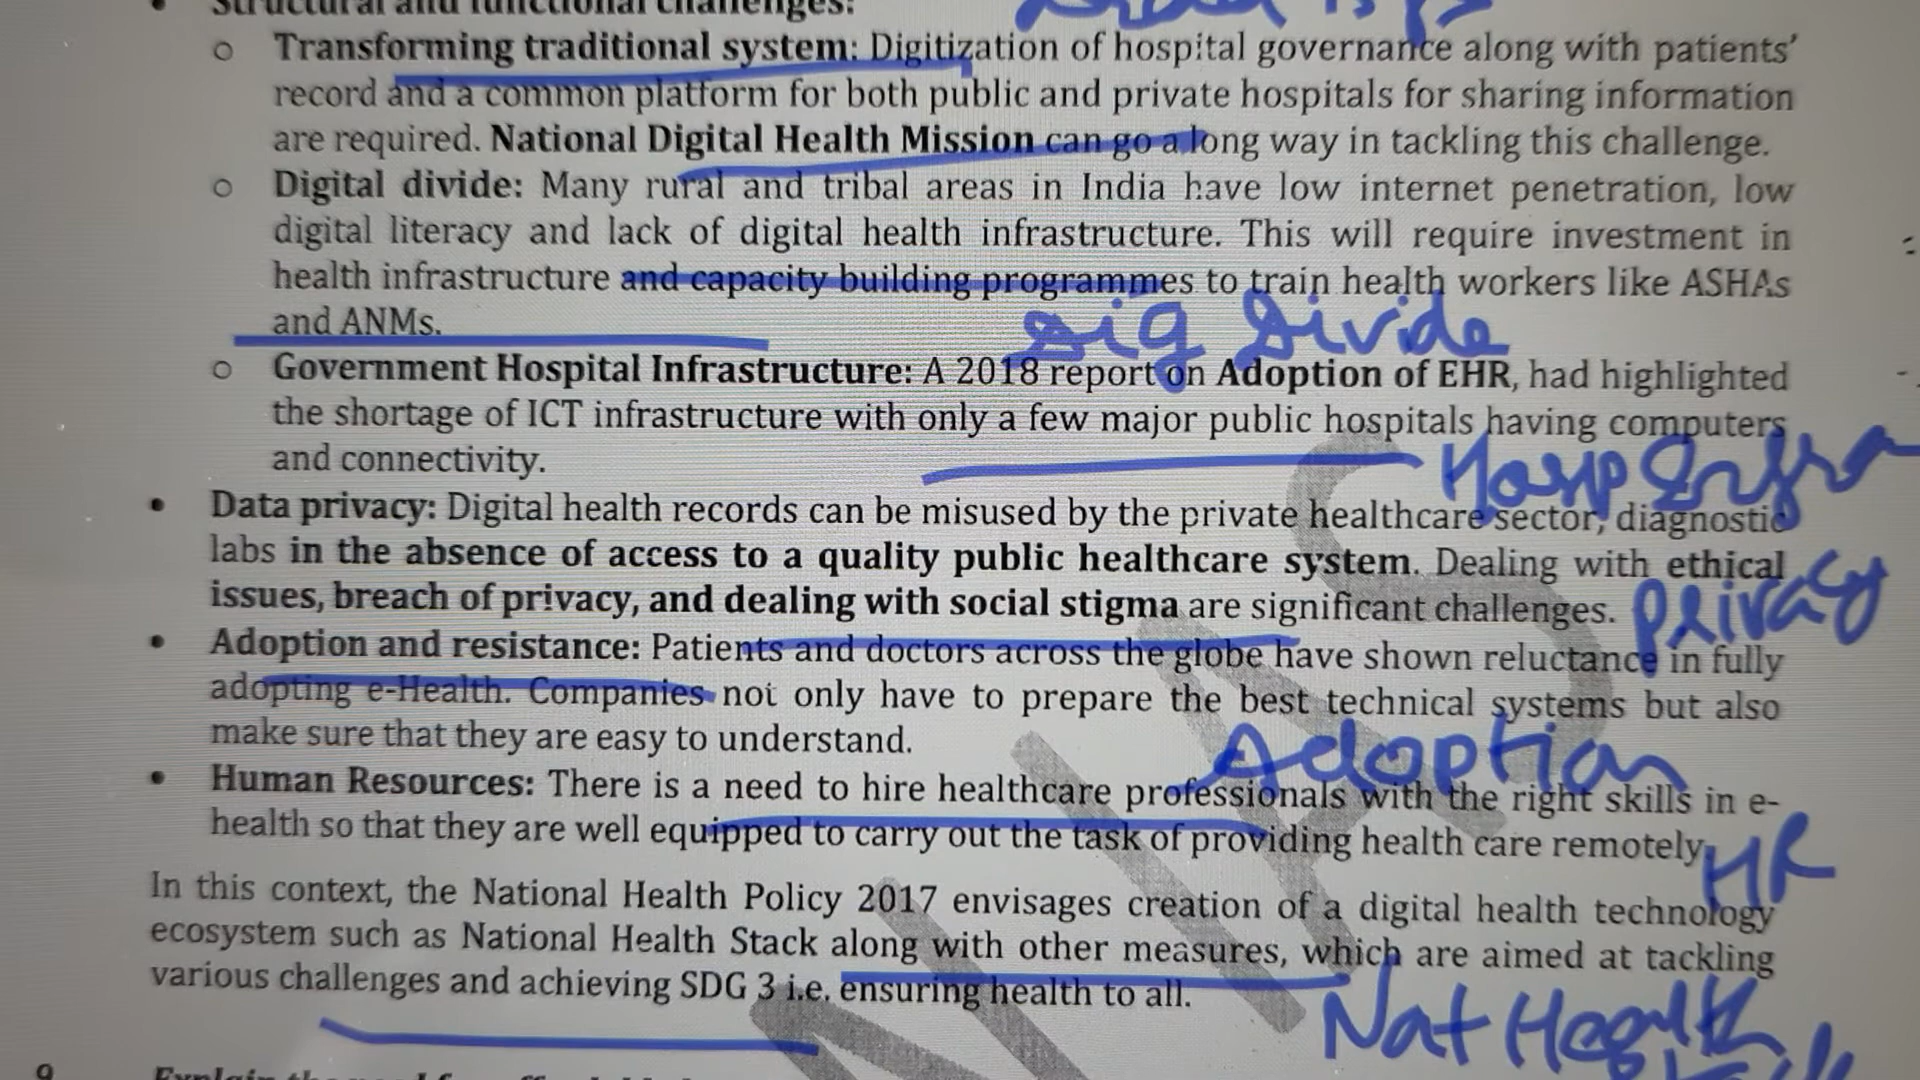 Structural and functional challenges:
o Transforming traditional system: Digitization of hospital governance along with patients'
record and a common platform for both public and private hospitals for sharing information
are required. National Digital Health Mission can go a long way in tackling this challenge.
o Digital divide: Many rural and tribal areas in India have low internet penetration, low
digital literacy and lack of digital health infrastructure. This will require investment in
health infrastructure and capacity building programmes to train health workers like ASHAs
and ANMs.
Dig Divide
o Government Hospital Infrastructure: A 2018 report on Adoption of EHR, had highlighted
the shortage of ICT infrastructure with only a few major public hospitals having computers
and connectivity.
Hosp Infra
• Data privacy: Digital health records can be misused by the private healthcare sector, diagnostic
labs in the absence of access to a quality public healthcare system. Dealing with ethical
issues, breach of privacy, and dealing with social stigma are significant challenges.
Privacy
• Adoption and resistance: Patients and doctors across the globe have shown reluctance in fully
adopting e-Health. Companies not only have to prepare the best technical systems but also
make sure that they are easy to understand.
Adoption
• Human Resources: There is a need to hire healthcare professionals with the right skills in e-
health so that they are well equipped to carry out the task of providing health care remotely
HR
In this context, the National Health Policy 2017 envisages creation of a digital health technology
ecosystem such as National Health Stack along with other measures, which are aimed at tackling
various challenges and achieving SDG 3 i.e. ensuring health to all.
Nat Health
9 Explain the need for